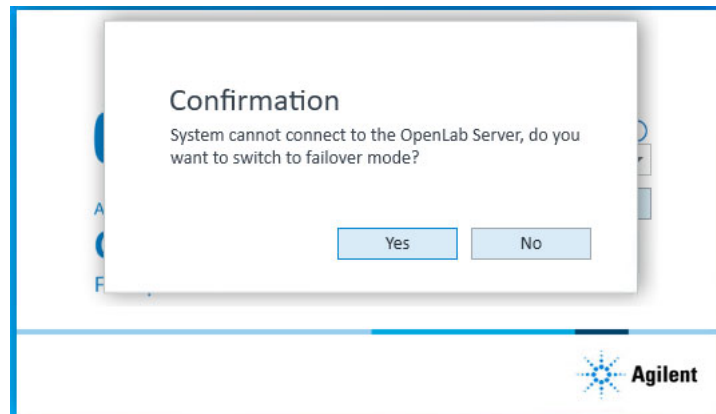 Confirmation
System cannot connect to the OpenLab Server, do you
want to switch to failover mode?
Yes
No
Agilent